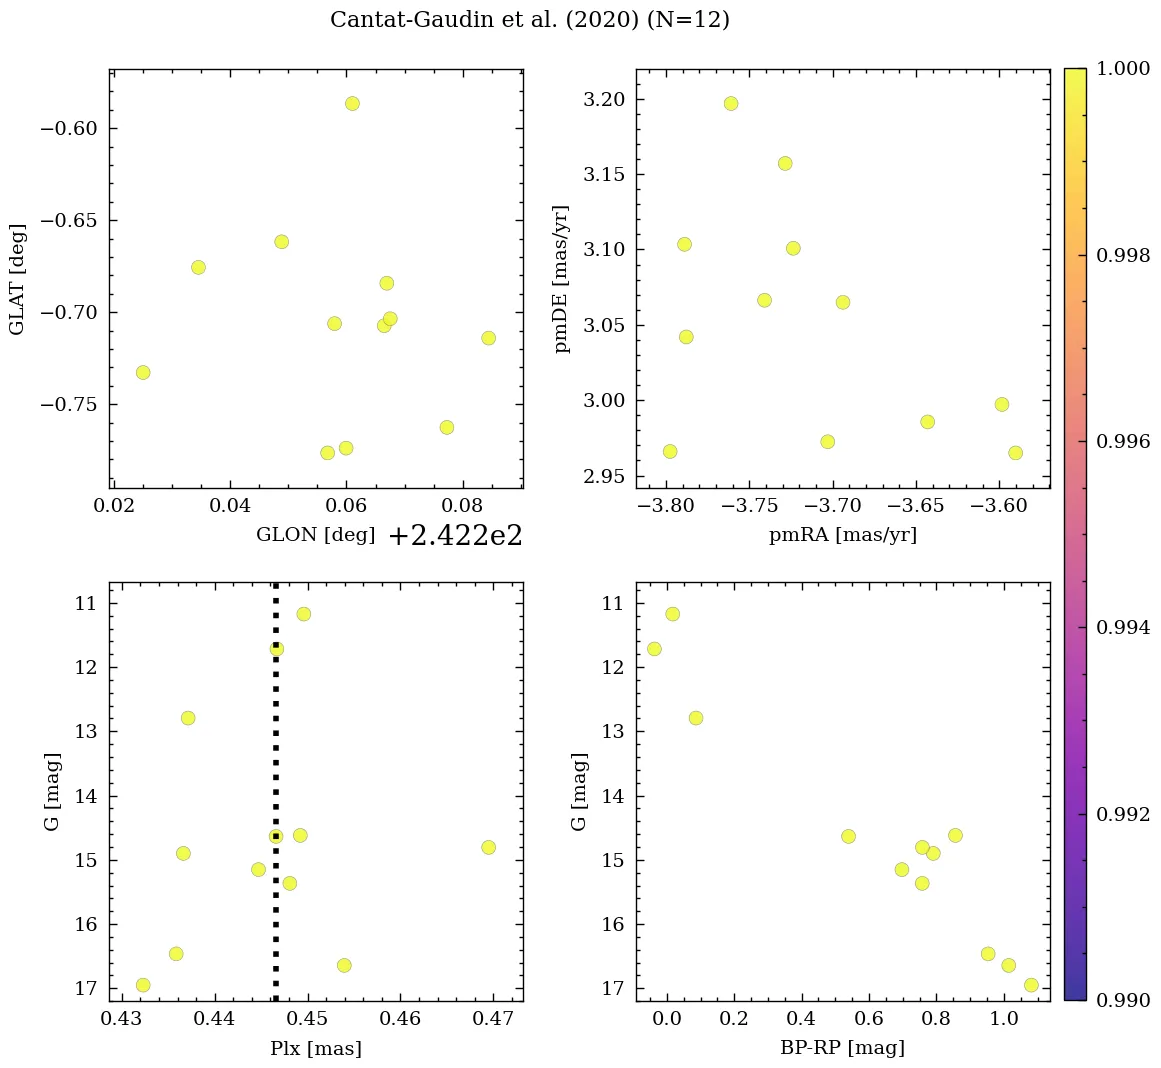 Cantat-Gaudin et al. (2020) (N=12)
−0.60
−0.65
−0.70
−0.75
GLAT [deg]
0.02 0.04 0.06 0.08
GLON [deg] +2.422e2
3.20
3.15
3.10
3.05
3.00
2.95
pmDE [mas/yr]
−3.80 −3.75 −3.70 −3.65 −3.60
pmRA [mas/yr]
11
12
13
14
15
16
17
G [mag]
0.43 0.44 0.45 0.46 0.47
Plx [mas]
11
12
13
14
15
16
17
G [mag]
0.0 0.2 0.4 0.6 0.8 1.0
BP-RP [mag]
1.000
0.998
0.996
0.994
0.992
0.990